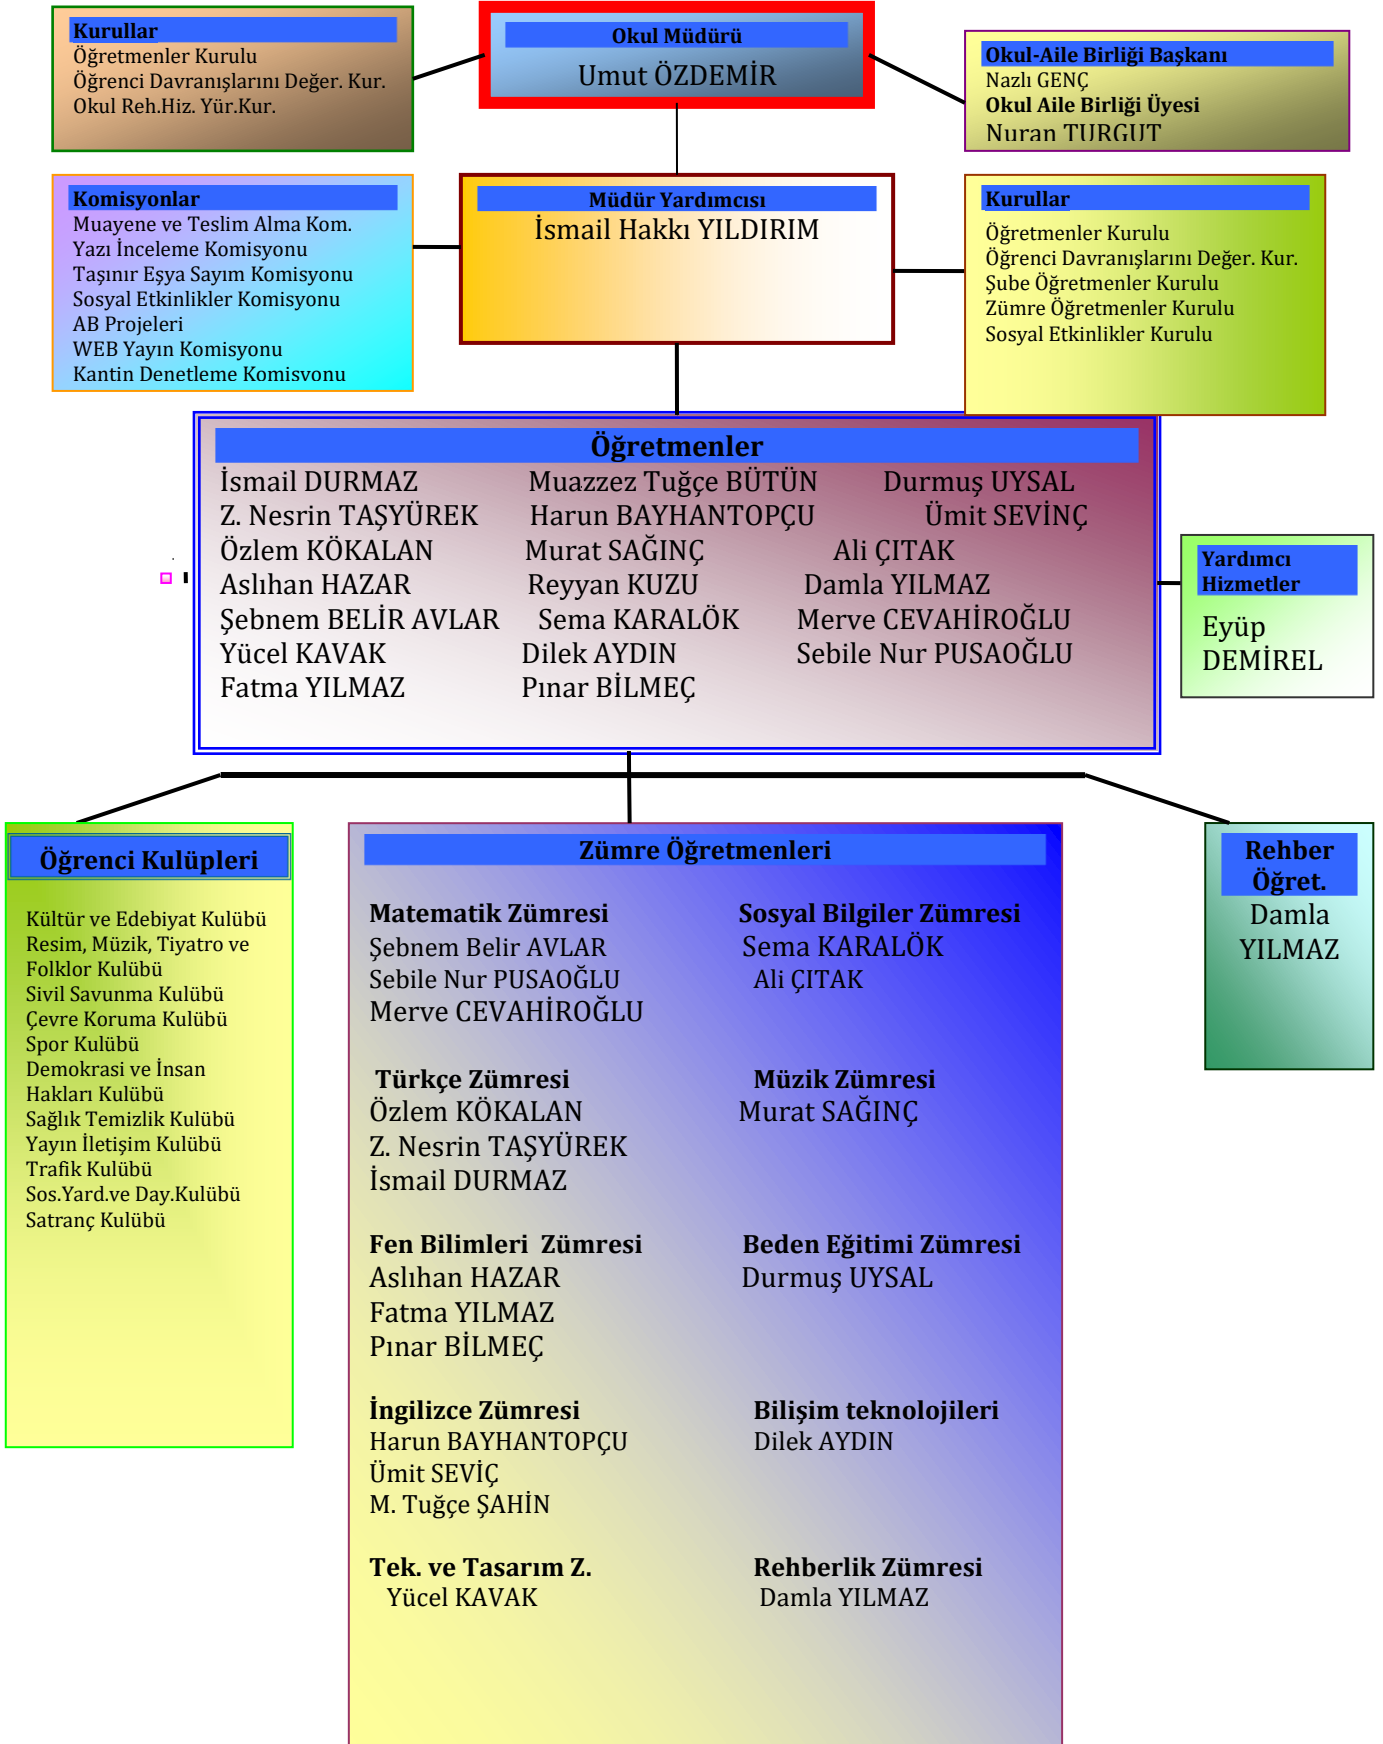 Kurullar
Öğretmenler Kurulu
Öğrenci Davranışlarını Değer. Kur.
Okul Reh.Hiz. Yür.Kur.
Okul Müdürü
Umut ÖZDEMİR
Okul-Aile Birliği Başkanı
Nazlı GENÇ
Okul Aile Birliği Üyesi
Nuran TURGUT
Komisyonlar
Muayene ve Teslim Alma Kom.
Yazı İnceleme Komisyonu
Taşınır Eşya Sayım Komisyonu
Sosyal Etkinlikler Komisyonu
AB Projeleri
WEB Yayın Komisyonu
Kantin Denetleme Komisyonu
Müdür Yardımcısı
İsmail Hakkı YILDIRIM
Kurullar
Öğretmenler Kurulu
Öğrenci Davranışlarını Değer. Kur.
Şube Öğretmenler Kurulu
Zümre Öğretmenler Kurulu
Sosyal Etkinlikler Kurulu
Öğretmenler
İsmail DURMAZ Muazzez Tuğçe BÜTÜN Durmuş UYSAL
Z. Nesrin TAŞYÜREK Harun BAYHANTOPÇU Ümit SEVİNÇ
Özlem KÖKALAN Murat SAĞINÇ Ali ÇITAK
Aslıhan HAZAR Reyyan KUZU Damla YILMAZ
Şebnem BELİR AVLAR Sema KARALÖK Merve CEVAHİROĞLU
Yücel KAVAK Dilek AYDIN Sebile Nur PUSAOĞLU
Fatma YILMAZ Pınar BİLMEÇ
Yardımcı
Hizmetler
Eyüp
DEMİREL
Öğrenci Kulüpleri
Kültür ve Edebiyat Kulübü
Resim, Müzik, Tiyatro ve
Folklor Kulübü
Sivil Savunma Kulübü
Çevre Koruma Kulübü
Spor Kulübü
Demokrasi ve İnsan
Hakları Kulübü
Sağlık Temizlik Kulübü
Yayın İletişim Kulübü
Trafik Kulübü
Sos.Yard.ve Day.Kulübü
Satranç Kulübü
Zümre Öğretmenleri
Matematik Zümresi Sosyal Bilgiler Zümresi
Şebnem Belir AVLAR Sema KARALÖK
Sebile Nur PUSAOĞLU Ali ÇITAK
Merve CEVAHİROĞLU
Türkçe Zümresi Müzik Zümresi
Özlem KÖKALAN Murat SAĞINÇ
Z. Nesrin TAŞYÜREK
İsmail DURMAZ
Fen Bilimleri Zümresi Beden Eğitimi Zümresi
Aslıhan HAZAR Durmuş UYSAL
Fatma YILMAZ
Pınar BİLMEÇ
İngilizce Zümresi Bilişim teknolojileri
Harun BAYHANTOPÇU Dilek AYDIN
Ümit SEVİÇ
M. Tuğçe ŞAHİN
Tek. ve Tasarım Z. Rehberlik Zümresi
Yücel KAVAK Damla YILMAZ
Rehber
Öğret.
Damla
YILMAZ